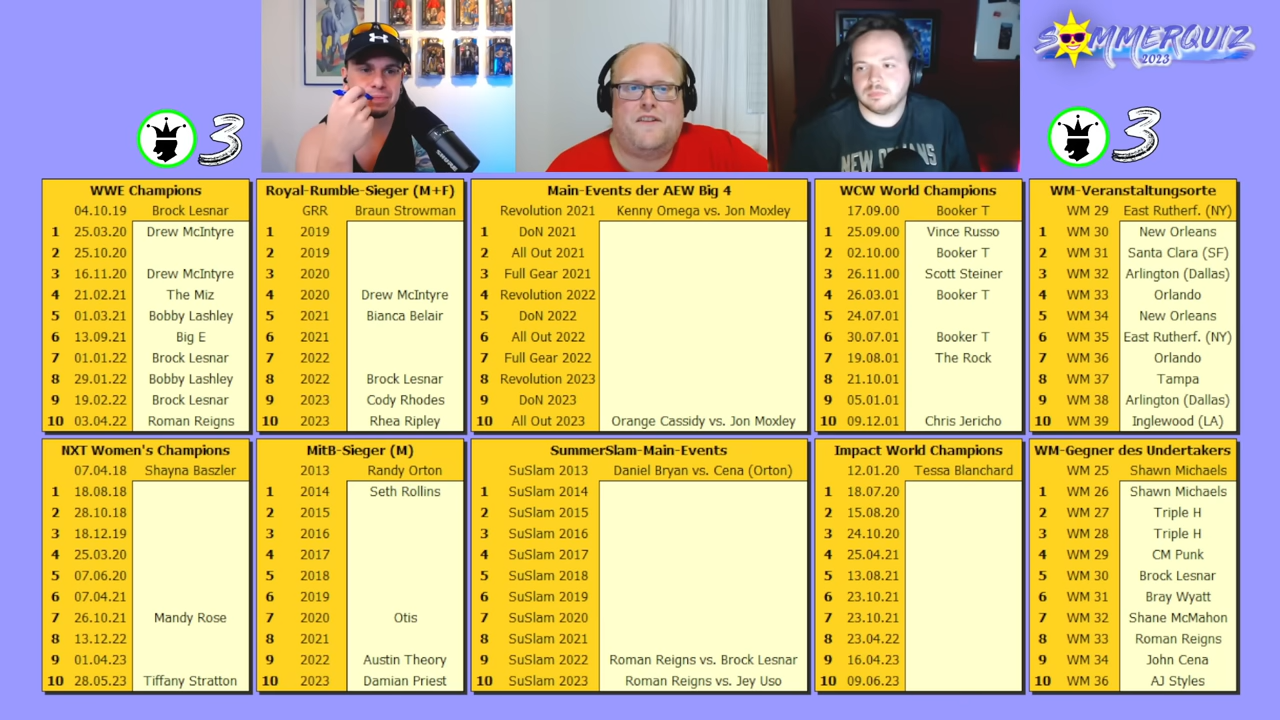 SOMMERQUIZ
2023
3
3
NEW ORLEANS
WWE Champions
04.10.19 Brock Lesnar
1 25.03.20 Drew McIntyre
2 25.10.20
3 16.11.20 Drew McIntyre
4 21.02.21 The Miz
5 01.03.21 Bobby Lashley
6 13.09.21 Big E
7 01.01.22 Brock Lesnar
8 29.01.22 Bobby Lashley
9 19.02.22 Brock Lesnar
10 03.04.22 Roman Reigns
Royal-Rumble-Sieger (M+F)
GRR Braun Strowman
1 2019
2 2019
3 2020
4 2020 Drew McIntyre
5 2021 Bianca Belair
6 2021
7 2022
8 2022 Brock Lesnar
9 2023 Cody Rhodes
10 2023 Rhea Ripley
Main-Events der AEW Big 4
Revolution 2021 Kenny Omega vs. Jon Moxley
1 DoN 2021
2 All Out 2021
3 Full Gear 2021
4 Revolution 2022
5 DoN 2022
6 All Out 2022
7 Full Gear 2022
8 Revolution 2023
9 DoN 2023
10 All Out 2023 Orange Cassidy vs. Jon Moxley
WCW World Champions
17.09.00 Booker T
1 25.09.00 Vince Russo
2 02.10.00 Booker T
3 26.11.00 Scott Steiner
4 26.03.01 Booker T
5 24.07.01
6 30.07.01 Booker T
7 19.08.01 The Rock
8 21.10.01
9 05.01.01
10 09.12.01 Chris Jericho
WM-Veranstaltungsorte
WM 29 East Rutherf. (NY)
1 WM 30 New Orleans
2 WM 31 Santa Clara (SF)
3 WM 32 Arlington (Dallas)
4 WM 33 Orlando
5 WM 34 New Orleans
6 WM 35 East Rutherf. (NY)
7 WM 36 Orlando
8 WM 37 Tampa
9 WM 38 Arlington (Dallas)
10 WM 39 Inglewood (LA)
NXT Women's Champions
07.04.18 Shayna Baszler
1 18.08.18
2 28.10.18
3 18.12.19
4 25.03.20
5 07.06.20
6 07.04.21
7 26.10.21 Mandy Rose
8 13.12.22
9 01.04.23
10 28.05.23 Tiffany Stratton
MitB-Sieger (M)
2013 Randy Orton
1 2014 Seth Rollins
2 2015
3 2016
4 2017
5 2018
6 2019
7 2020 Otis
8 2021
9 2022 Austin Theory
10 2023 Damian Priest
SummerSlam-Main-Events
SuSlam 2013 Daniel Bryan vs. Cena (Orton)
1 SuSlam 2014
2 SuSlam 2015
3 SuSlam 2016
4 SuSlam 2017
5 SuSlam 2018
6 SuSlam 2019
7 SuSlam 2020
8 SuSlam 2021
9 SuSlam 2022 Roman Reigns vs. Brock Lesnar
10 SuSlam 2023 Roman Reigns vs. Jey Uso
Impact World Champions
12.01.20 Tessa Blanchard
1 18.07.20
2 15.08.20
3 24.10.20
4 25.04.21
5 13.08.21
6 23.10.21
7 23.10.21
8 23.04.22
9 16.04.23
10 09.06.23
WM-Gegner des Undertakers
WM 25 Shawn Michaels
1 WM 26 Shawn Michaels
2 WM 27 Triple H
3 WM 28 Triple H
4 WM 29 CM Punk
5 WM 30 Brock Lesnar
6 WM 31 Bray Wyatt
7 WM 32 Shane McMahon
8 WM 33 Roman Reigns
9 WM 34 John Cena
10 WM 36 AJ Styles